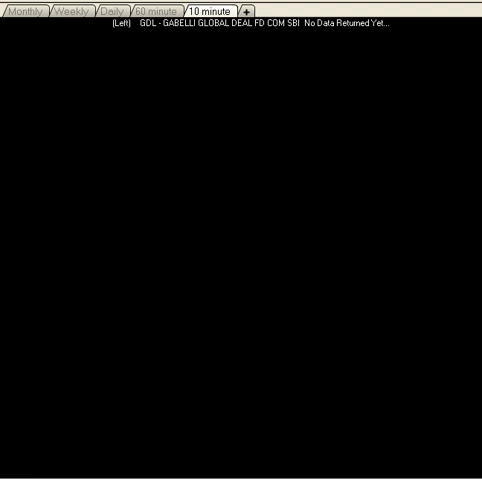 Monthly Weekly Daily 60 minute 10 minute +
(Left) GDL - GABELLI GLOBAL DEAL FD COM SBI No Data Returned Yet...